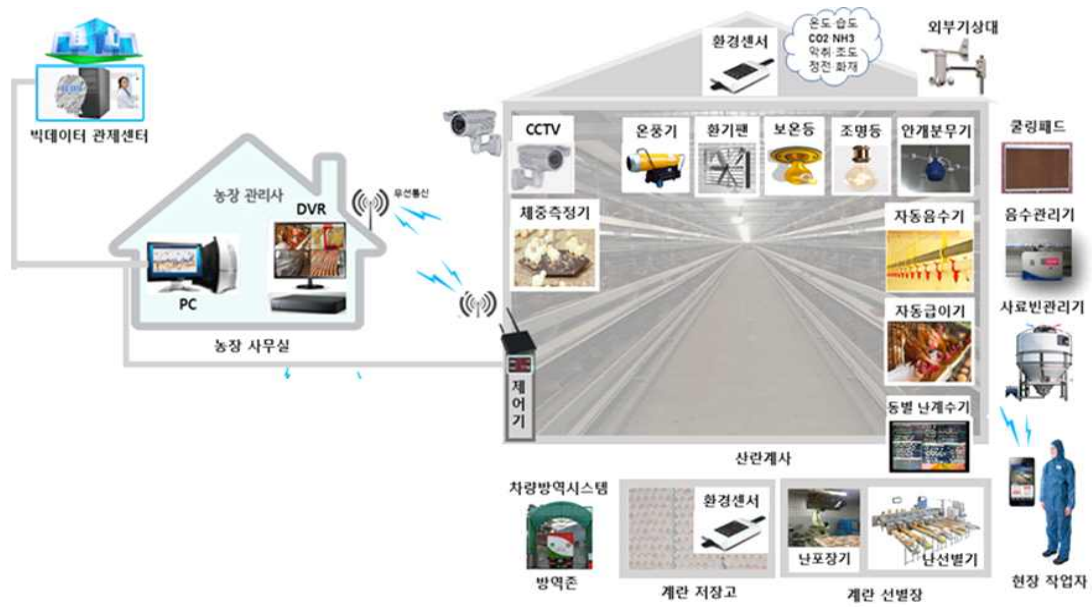 빅데이터 관제센터
농장 관리사
DVR
무선통신
PC
농장 사무실
환경센서
온도 습도
CO2 NH3
악취 조도
정전 화재
외부기상대
CCTV
온풍기
환기팬
보온등
조명등
안개분무기
쿨링패드
체중측정기
자동음수기
음수관리기
자동급이기
사료빈관리기
제어기
동별 난계수기
산란계사
차량방역시스템
방역존
환경센서
계란 저장고
난포장기
난선별기
계란 선별장
현장 작업자